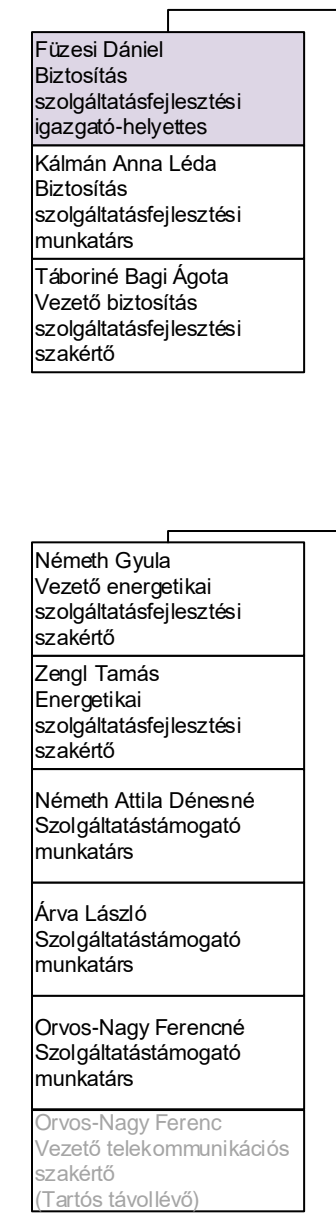 Füzesi Dániel
Biztosítás
szolgáltatásfejlesztési
igazgató-helyettes
Kálmán Anna Léda
Biztosítás
szolgáltatásfejlesztési
munkatárs
Táboriné Bagi Ágota
Vezető biztosítás
szolgáltatásfejlesztési
szakértő
Németh Gyula
Vezető energetikai
szolgáltatásfejlesztési
szakértő
Zengl Tamás
Energetikai
szolgáltatásfejlesztési
szakértő
Németh Attila Dénesné
Szolgáltatástámogató
munkatárs
Árva László
Szolgáltatástámogató
munkatárs
Orvos-Nagy Ferencné
Szolgáltatástámogató
munkatárs
Orvos-Nagy Ferenc
Vezető telekommunikációs
szakértő
(Tartós távollévő)